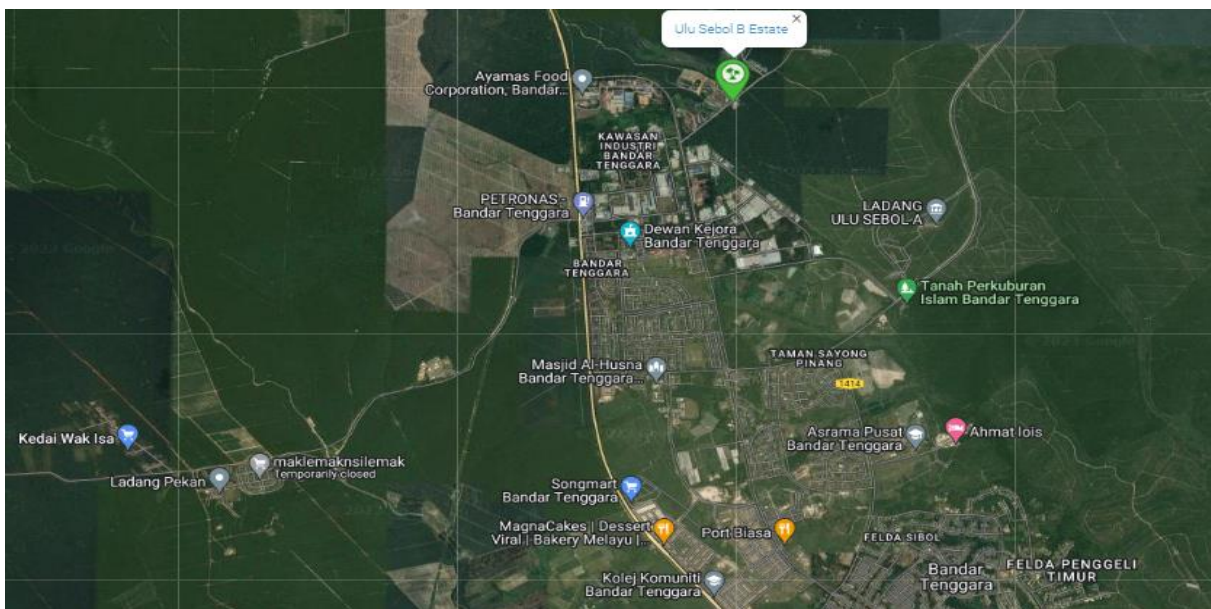 Ulu Sebol B Estate
Ayamas Food
Corporation, Bandar...
KAWASAN
INDUSTRI
BANDAR
TENGGARA
PETRONAS -
Bandar Tenggara
LADANG
ULU SEBOL A
Dewan Kejora
Bandar Tenggara
BANDAR
TENGGARA
Tanah Perkuburan
Islam Bandar Tenggara
Masjid Al-Husna
Bandar Tenggara...
TAMAN SAYONG
PINANG
1414
Kedai Wak Isa
Asrama Pusat
Bandar Tenggara
Ahmat lois
maklemaknsilemak
Temporarily closed
Ladang Pekan
Songmart
Bandar Tenggara
MagnaCakes | Dessert
Viral | Bakery Melayu |...
Port Biasa
FELDA SIBOL
Bandar
Tenggara
FELDA PENGGELI
TIMUR
Kolej Komuniti
Bandar Tenggara